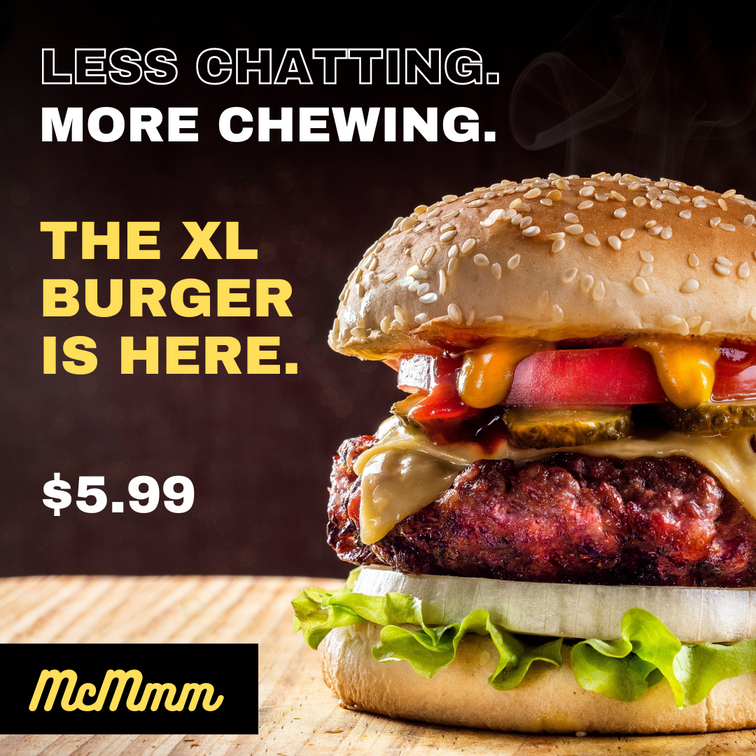 LESS CHATTING.
MORE CHEWING.
THE XL
BURGER
IS HERE.
$5.99
McMmm